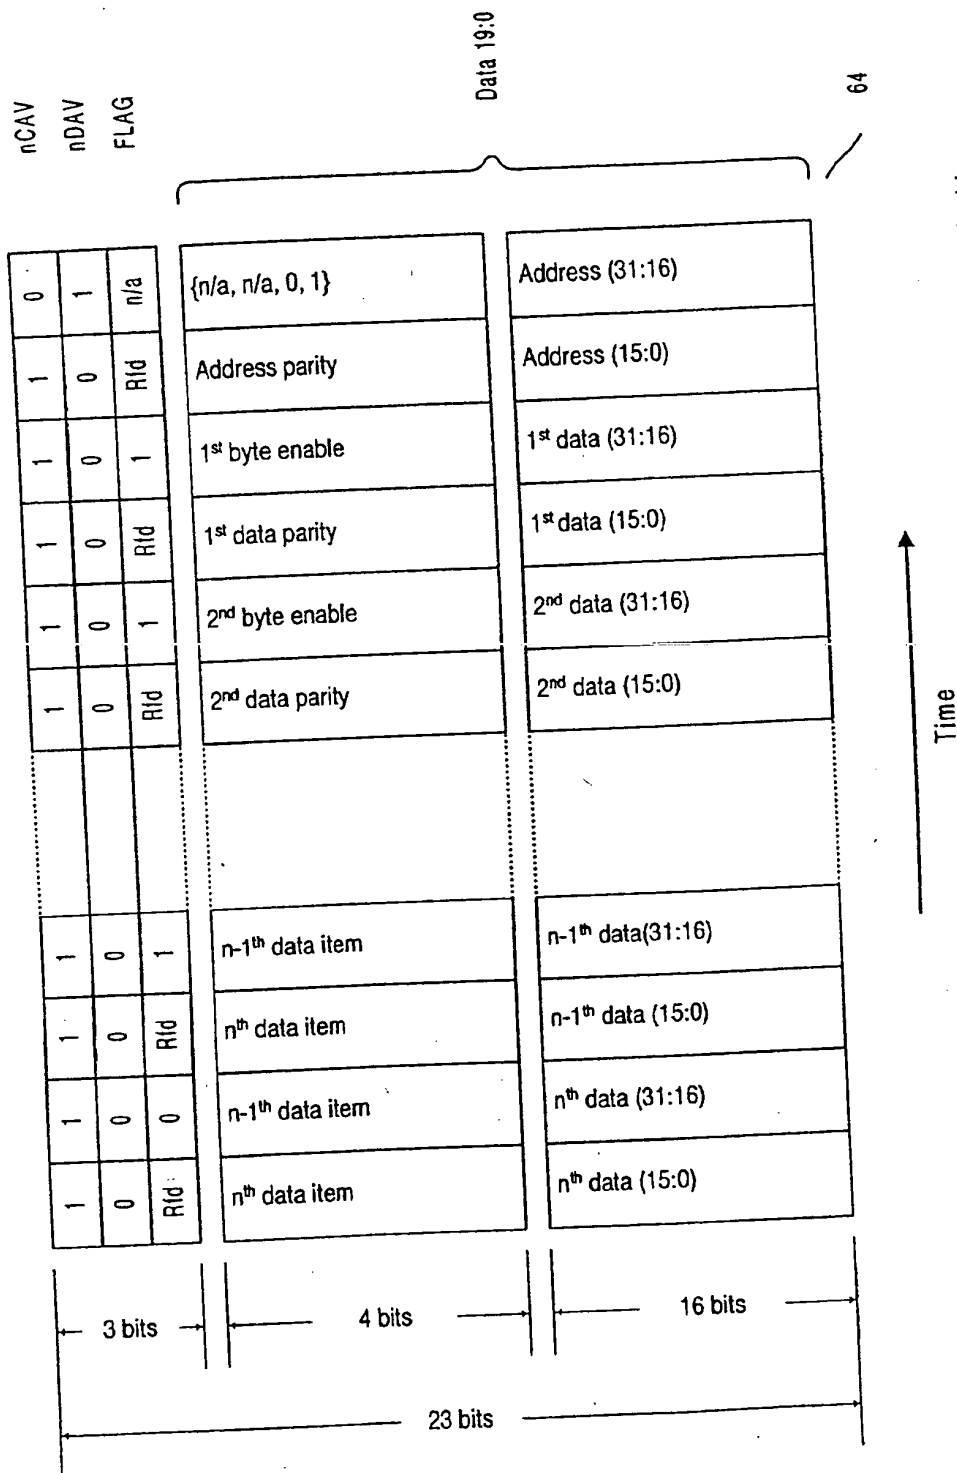 nCAV
nDAV
FLAG
Data 19:0
64
0 1 n/a {n/a, n/a, 0, 1} Address (31:16)
1 0 Rfd Address parity Address (15:0)
1 0 1 1st byte enable 1st data (31:16)
1 0 Rfd 1st data parity 1st data (15:0)
1 0 1 2nd byte enable 2nd data (31:16)
1 0 Rfd 2nd data parity 2nd data (15:0)
1 0 1 n-1th data item n-1th data(31:16)
1 0 Rfd nth data item n-1th data (15:0)
1 0 0 n-1th data item nth data (31:16)
1 0 Rfd nth data item nth data (15:0)
Time
3 bits 4 bits 16 bits
23 bits